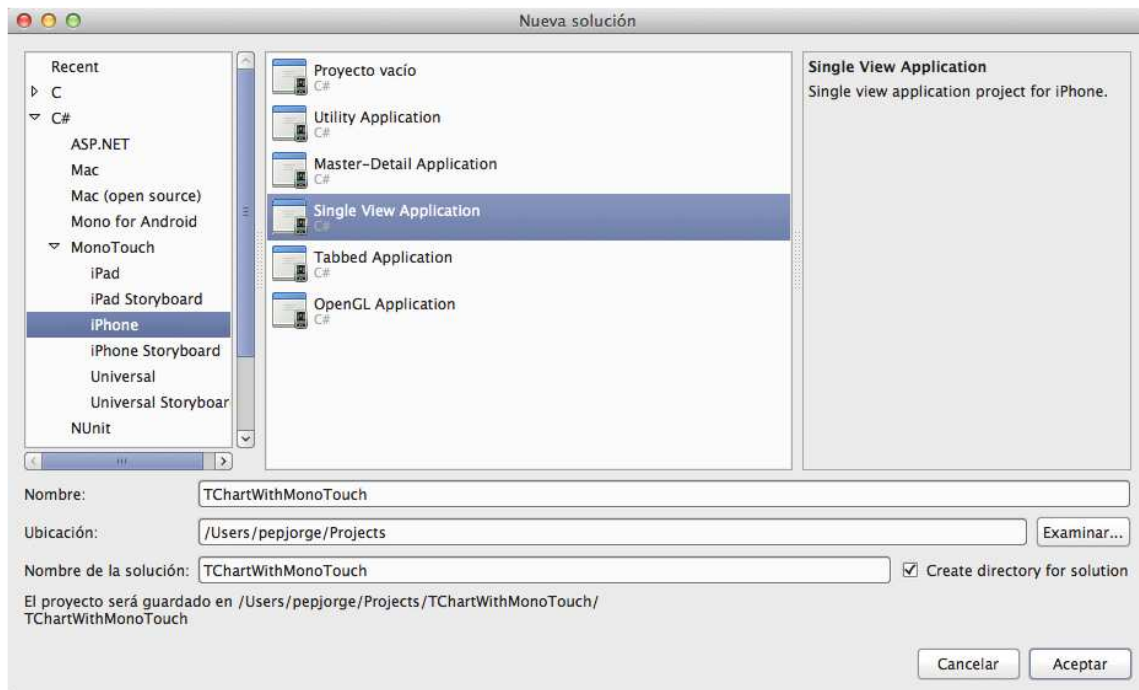 Nueva solución
Recent
C
C#
ASP.NET
Mac
Mac (open source)
Mono for Android
MonoTouch
iPad
iPad Storyboard
iPhone
iPhone Storyboard
Universal
Universal Storyboar
NUnit
Proyecto vacío
C#
Utility Application
C#
Master-Detail Application
C#
Single View Application
C#
Tabbed Application
C#
OpenGL Application
C#
Single View Application
Single view application project for iPhone.
Nombre: TChartWithMonoTouch
Ubicación: /Users/pepjorge/Projects Examinar...
Nombre de la solución: TChartWithMonoTouch Create directory for solution
El proyecto será guardado en /Users/pepjorge/Projects/TChartWithMonoTouch/
TChartWithMonoTouch
Cancelar Aceptar